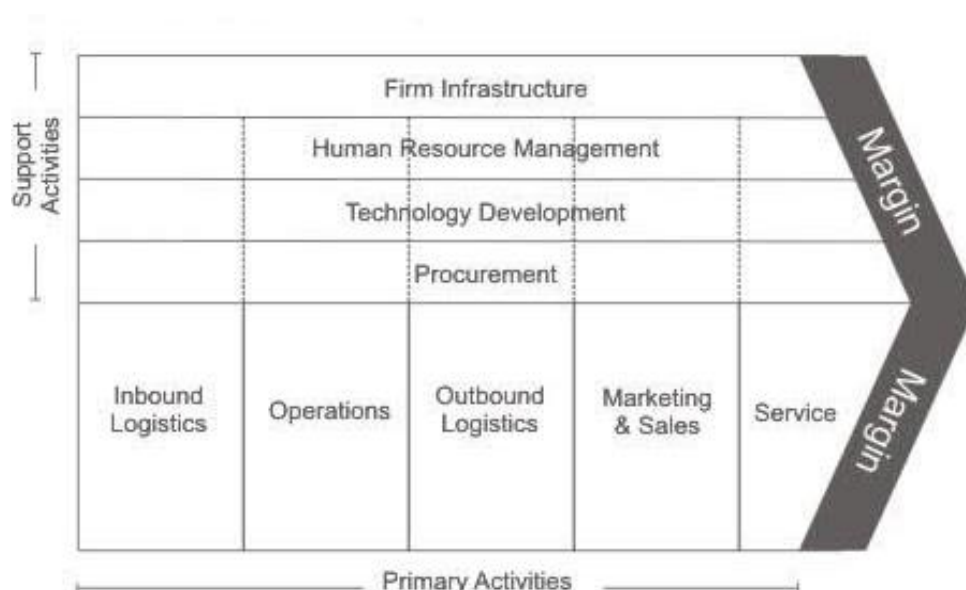 Support
Activities
Firm Infrastructure
Human Resource Management
Technology Development
Procurement
Inbound
Logistics
Operations
Outbound
Logistics
Marketing
& Sales
Service
Margin
Margin
Primary Activities